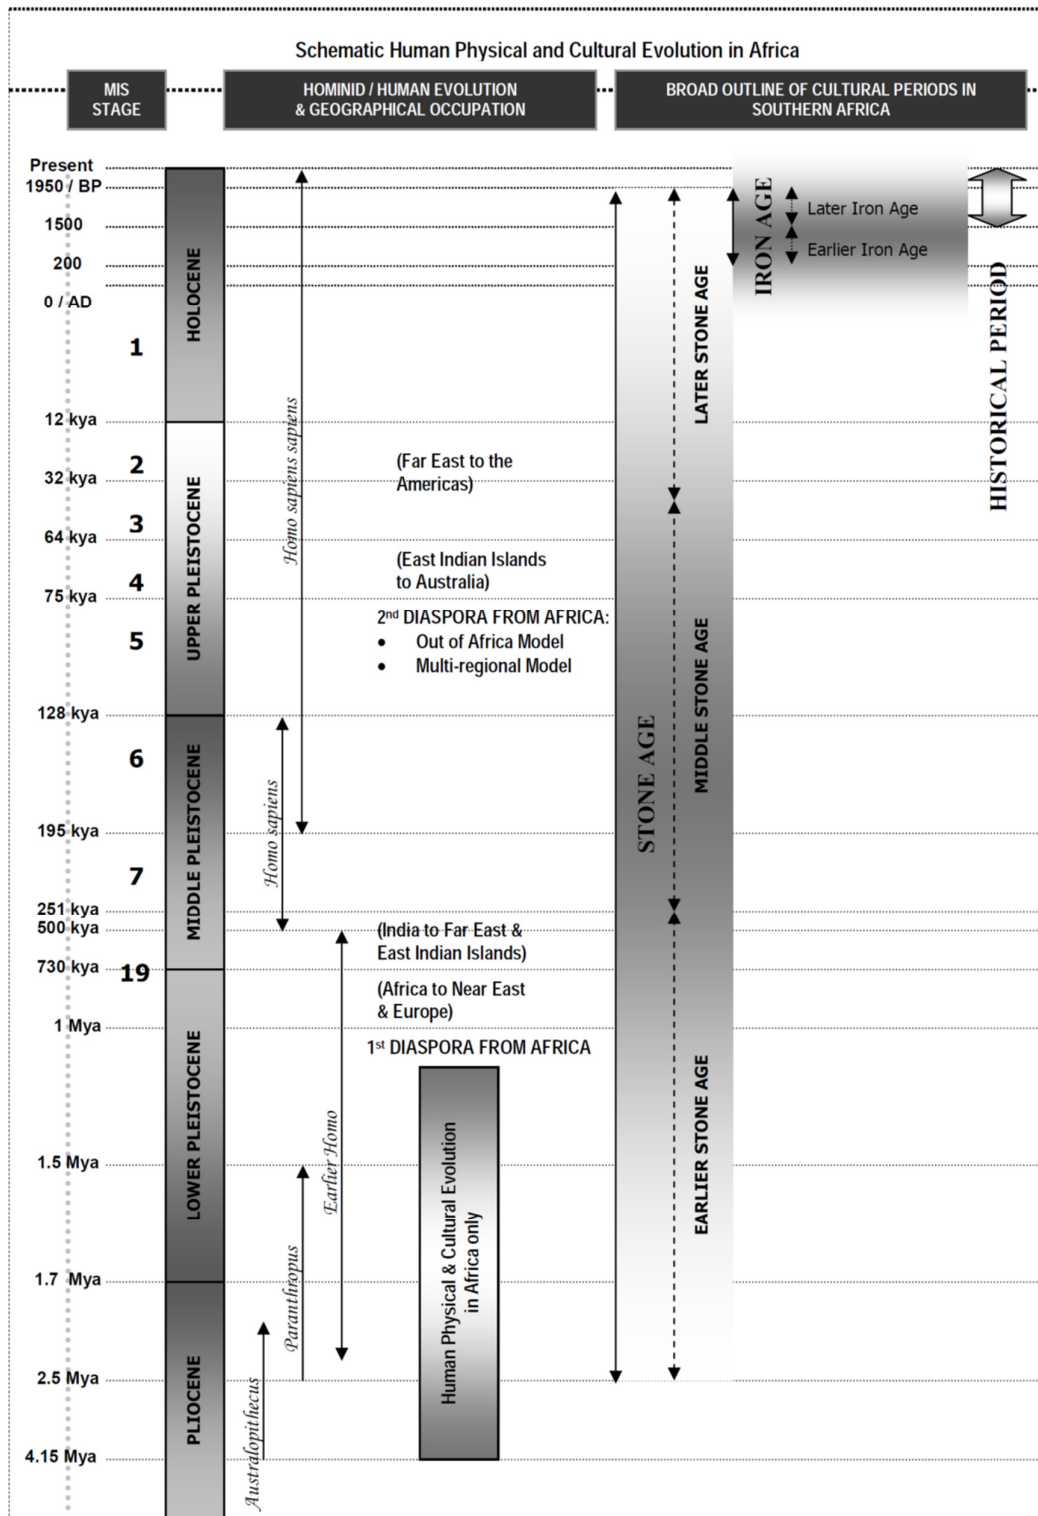 Schematic Human Physical and Cultural Evolution in Africa
MIS
STAGE
HOMINID / HUMAN EVOLUTION
& GEOGRAPHICAL OCCUPATION
BROAD OUTLINE OF CULTURAL PERIODS IN
SOUTHERN AFRICA
Present
1950 / BP
1500
200
0 / AD
12 kya
32 kya
64 kya
75 kya
128 kya
195 kya
251 kya
500 kya
730 kya
1 Mya
1.5 Mya
1.7 Mya
2.5 Mya
4.15 Mya
1
2
3
4
5
6
7
19
HOLOCENE
UPPER PLEISTOCENE
MIDDLE PLEISTOCENE
LOWER PLEISTOCENE
PLIOCENE
Homo sapiens sapiens
Homo sapiens
Earlier Homo
Paranthropus
Australopithecus
(Far East to the
Americas)
(East Indian Islands
to Australia)
2nd DIASPORA FROM AFRICA:
• Out of Africa Model
• Multi-regional Model
(India to Far East &
East Indian Islands)
(Africa to Near East
& Europe)
1st DIASPORA FROM AFRICA
Human Physical & Cultural Evolution
in Africa only
STONE AGE
LATER STONE AGE
MIDDLE STONE AGE
EARLIER STONE AGE
IRON AGE
Later Iron Age
Earlier Iron Age
HISTORICAL PERIOD